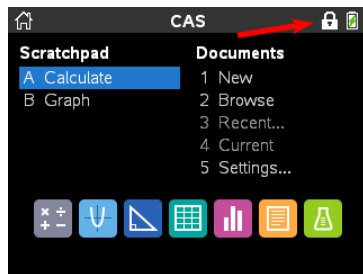 CAS
Scratchpad
A Calculate
B Graph
Documents
1 New
2 Browse
3 Recent...
4 Current
5 Settings...